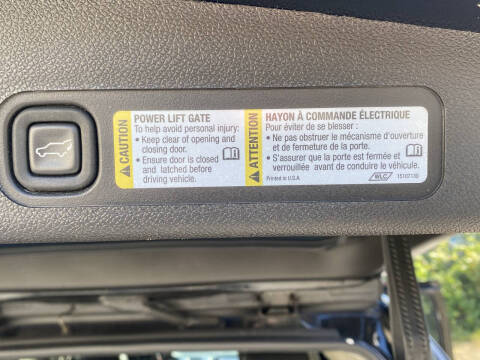 CAUTION
POWER LIFT GATE
To help avoid personal injury:
• Keep clear of opening and
closing door.
• Ensure door is closed
and latched before
driving vehicle.
ATTENTION
HAYON À COMMANDE ÉLECTRIQUE
Pour éviter de se blesser :
• Ne pas obstruer le mécanisme d'ouverture
et de fermeture de la porte.
• S'assurer que la porte est fermée et
verrouillée avant de conduire le véhicule.
Printed in U.S.A.
WLC